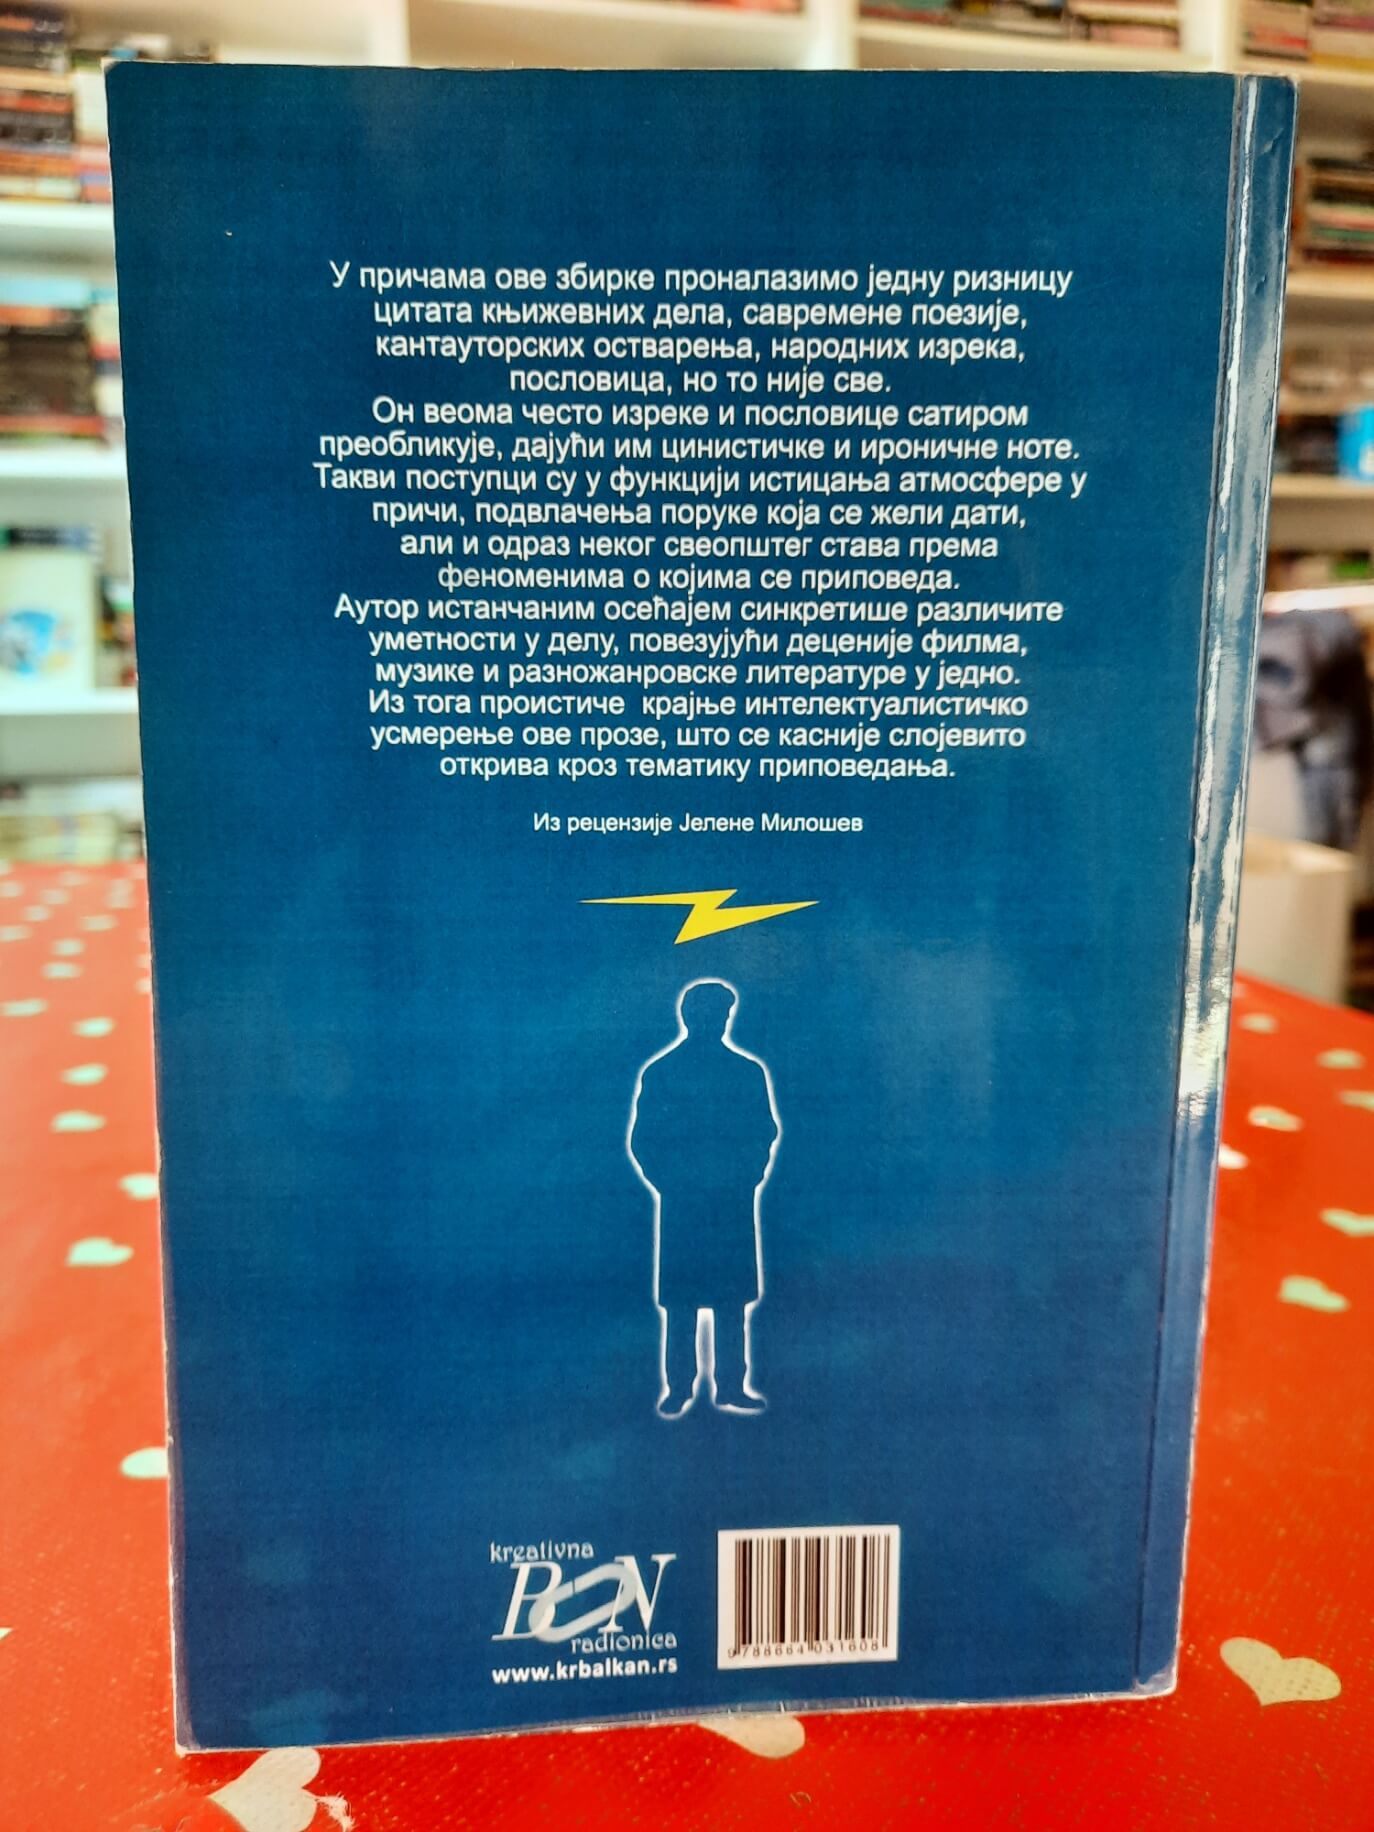 У причама ове збирке проналазимо једну ризницу
цитата књижевних дела, савремене поезије,
кантауторских остварења, народних изрека,
пословица, но то није све.
Он веома често изреке и пословице сатиром
преобликује, дајући им цинистичке и ироничне ноте.
Такви поступци су у функцији истицања атмосфере у
причи, подвлачења поруке која се жели дати,
али и одраз неког свеопштег става према
феноменима о којима се приповеда.
Аутор истанчаним осећајем синкретише различите
уметности у делу, повезујући деценије филма,
музике и разножанровске литературе у једно.
Из тога проистиче крајње интелектуалистичко
усмерење ове прозе, што се касније слојевито
открива кроз тематику приповедања.
Из рецензије Јелене Милошев
kreativna
BON
radionica
www.krbalkan.rs
9788664031608